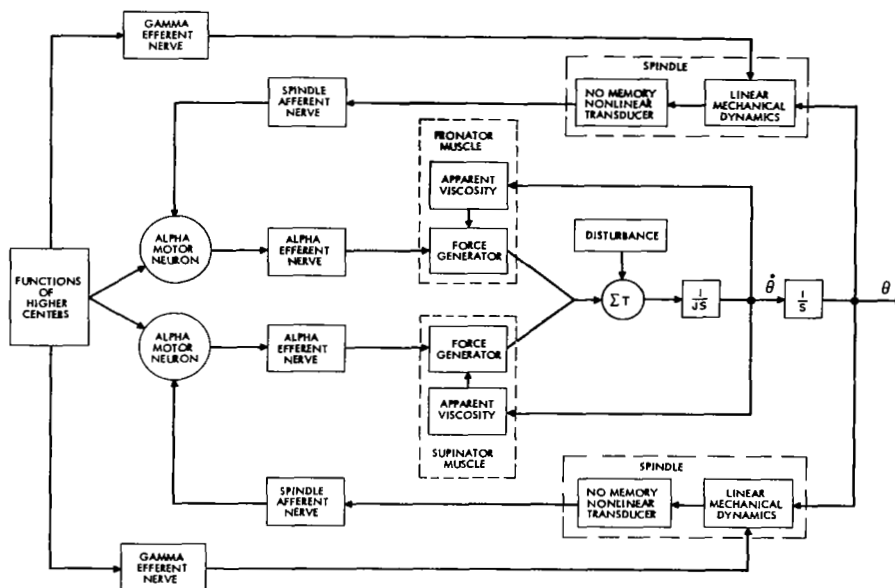 GAMMA
EFFERENT
NERVE
SPINDLE
SPINDLE
AFFERENT
NERVE
NO MEMORY
NONLINEAR
TRANSDUCER
LINEAR
MECHANICAL
DYNAMICS
PRONATOR
MUSCLE
APPARENT
VISCOSITY
ALPHA
MOTOR
NEURON
ALPHA
EFFERENT
NERVE
FORCE
GENERATOR
DISTURBANCE
FUNCTIONS
OF
HIGHER
CENTERS
ΣT
1
JS
θ̇
1
S
θ
ALPHA
MOTOR
NEURON
ALPHA
EFFERENT
NERVE
FORCE
GENERATOR
APPARENT
VISCOSITY
SUPINATOR
MUSCLE
SPINDLE
SPINDLE
AFFERENT
NERVE
NO MEMORY
NONLINEAR
TRANSDUCER
LINEAR
MECHANICAL
DYNAMICS
GAMMA
EFFERENT
NERVE